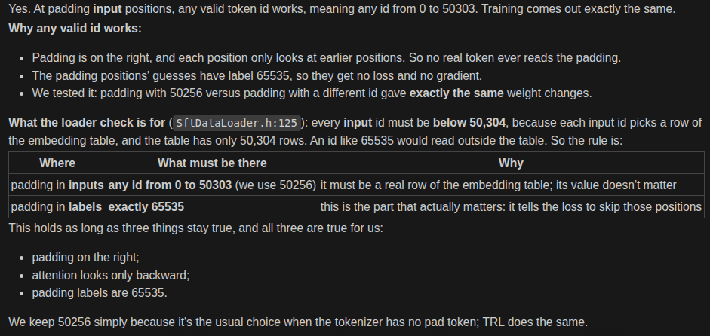 Yes. At padding input positions, any valid token id works, meaning any id from 0 to 50303. Training comes out exactly the same.
Why any valid id works:
• Padding is on the right, and each position only looks at earlier positions. So no real token ever reads the padding.
• The padding positions' guesses have label 65535, so they get no loss and no gradient.
• We tested it: padding with 50256 versus padding with a different id gave exactly the same weight changes.
What the loader check is for (SftDataLoader.h:125): every input id must be below 50,304, because each input id picks a row of
the embedding table, and the table has only 50,304 rows. An id like 65535 would read outside the table. So the rule is:
Where What must be there Why
padding in inputs any id from 0 to 50303 (we use 50256) it must be a real row of the embedding table; its value doesn't matter
padding in labels exactly 65535 this is the part that actually matters: it tells the loss to skip those positions
This holds as long as three things stay true, and all three are true for us:
• padding on the right;
• attention looks only backward;
• padding labels are 65535.
We keep 50256 simply because it's the usual choice when the tokenizer has no pad token; TRL does the same.